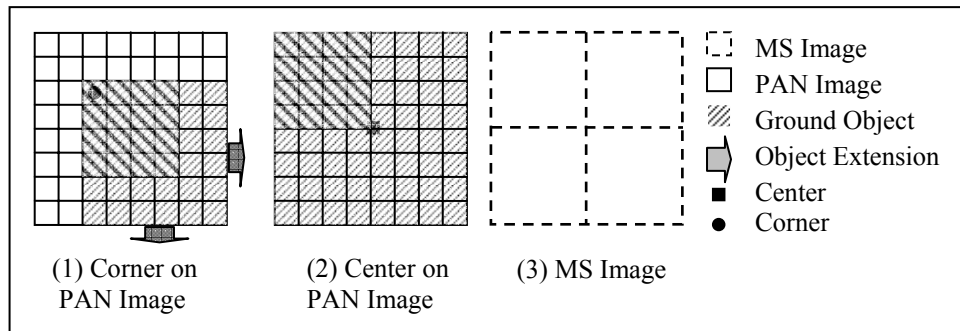 MS Image
PAN Image
Ground Object
Object Extension
Center
Corner
(1) Corner on
PAN Image
(2) Center on
PAN Image
(3) MS Image